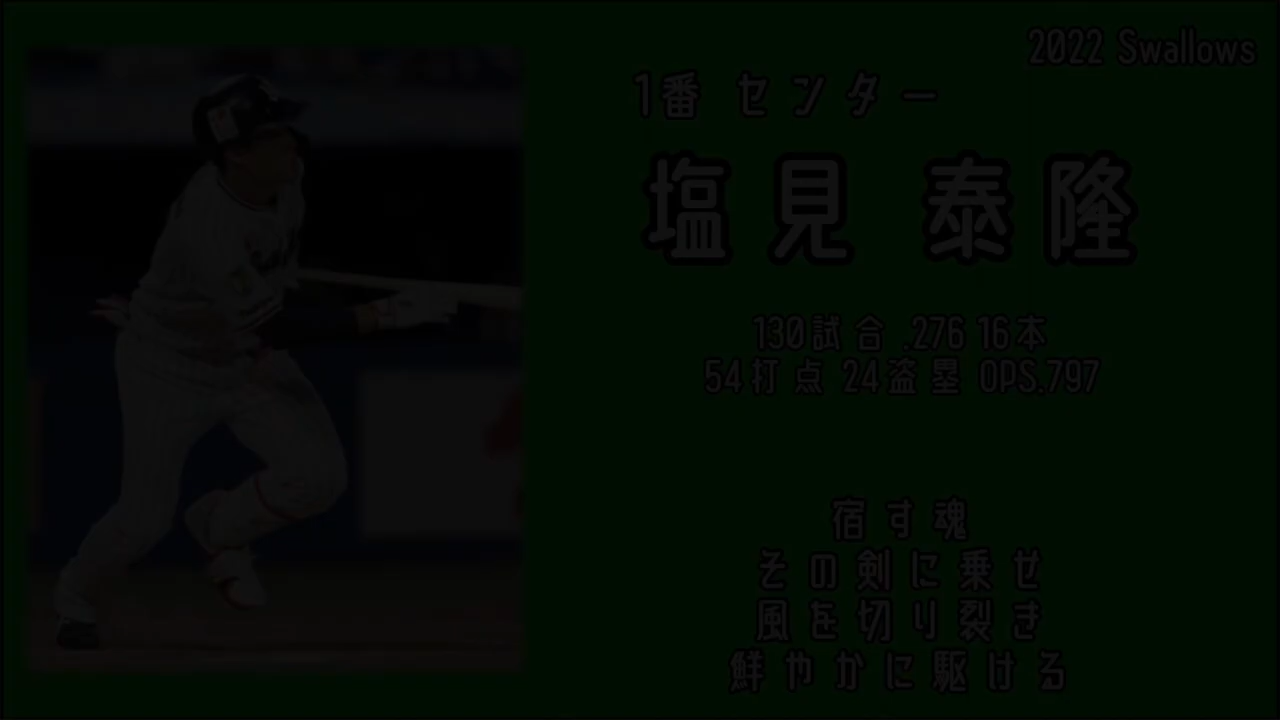 2022 Swallows
1番 センター
塩見 泰隆
130試合 .276 16本
54打点 24盗塁 OPS.797
宿す魂
その剣に乗せ
風を切り裂き
鮮やかに駆ける